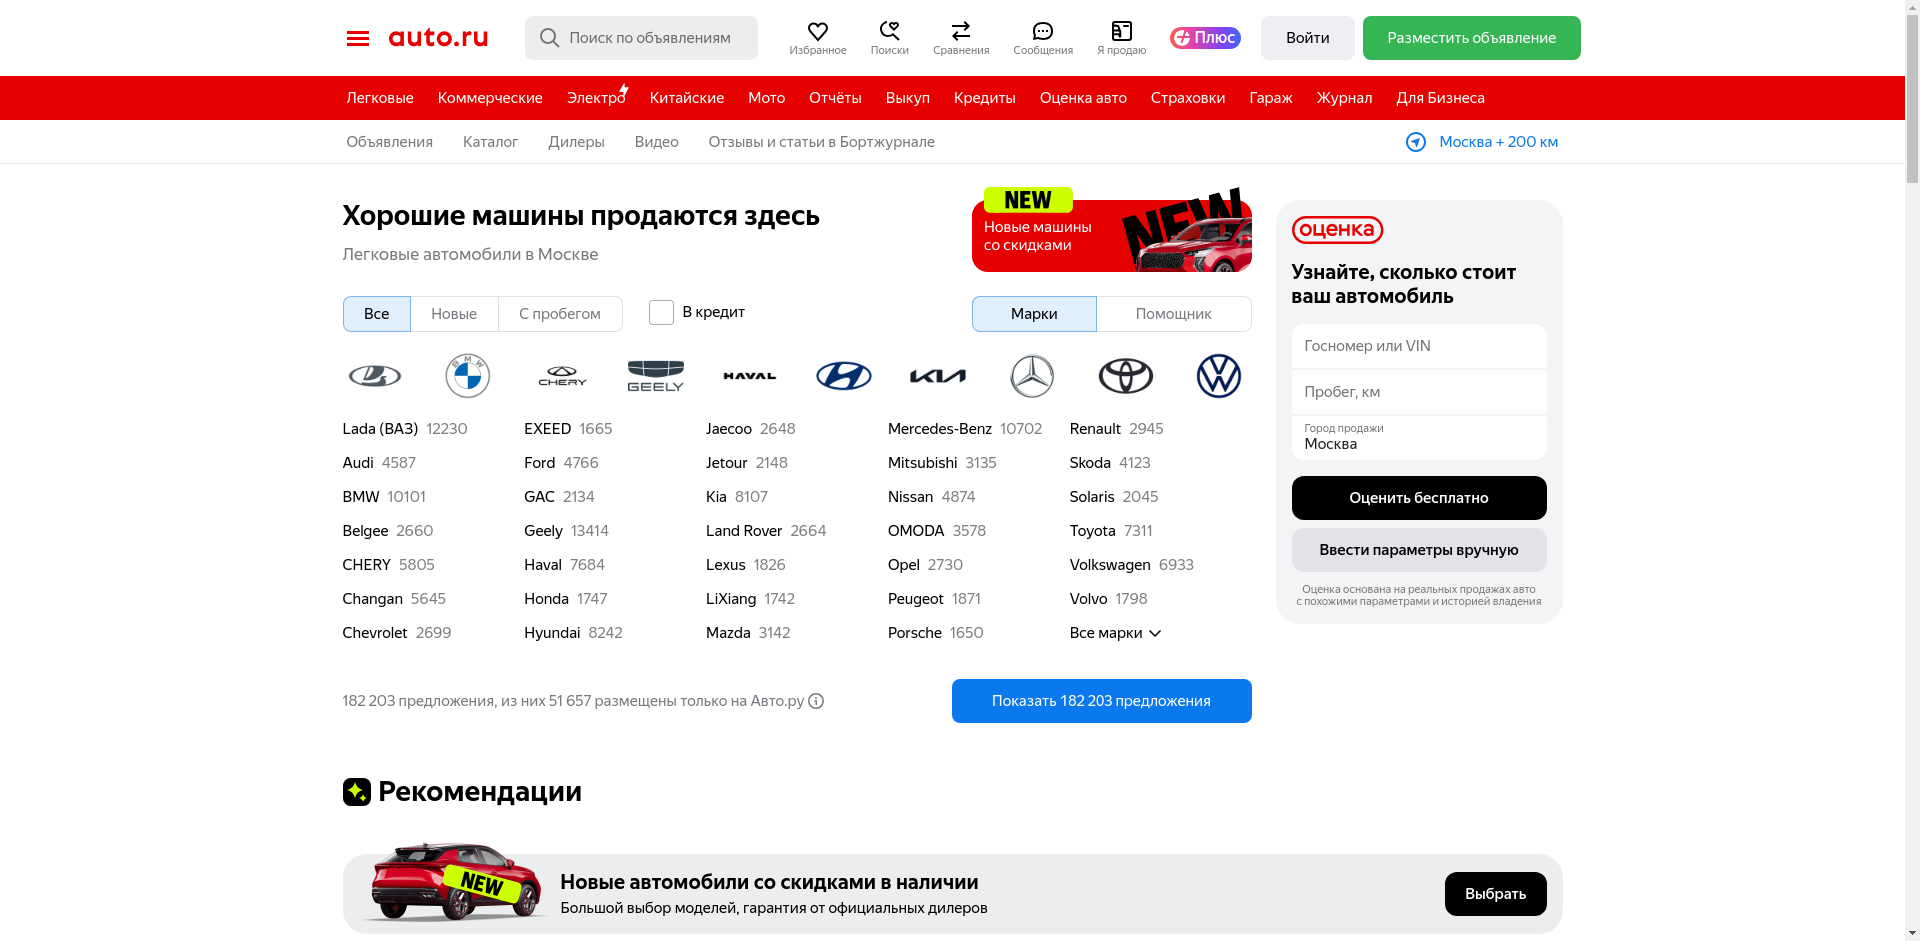 auto.ru
Поиск по объявлениям
Избранное
Поиски
Сравнения
Сообщения
Я продаю
Плюс
Войти
Разместить объявление
Легковые Коммерческие Электро Китайские Мото Отчёты Выкуп Кредиты Оценка авто Страховки Гараж Журнал Для Бизнеса
Объявления Каталог Дилеры Видео Отзывы и статьи в Бортжурнале Москва + 200 км
Хорошие машины продаются здесь
Легковые автомобили в Москве
NEW
Новые машины
со скидками
NEW
Все Новые С пробегом В кредит Марки Помощник
BMW
CHERY
GEELY
HAVAL
KIA
Lada (ВАЗ) 12230 EXEED 1665 Jaecoo 2648 Mercedes-Benz 10702 Renault 2945
Audi 4587 Ford 4766 Jetour 2148 Mitsubishi 3135 Skoda 4123
BMW 10101 GAC 2134 Kia 8107 Nissan 4874 Solaris 2045
Belgee 2660 Geely 13414 Land Rover 2664 OMODA 3578 Toyota 7311
CHERY 5805 Haval 7684 Lexus 1826 Opel 2730 Volkswagen 6933
Changan 5645 Honda 1747 LiXiang 1742 Peugeot 1871 Volvo 1798
Chevrolet 2699 Hyundai 8242 Mazda 3142 Porsche 1650 Все марки
182 203 предложения, из них 51 657 размещены только на Авто.ру
Показать 182 203 предложения
оценка
Узнайте, сколько стоит
ваш автомобиль
Госномер или VIN
Пробег, км
Город продажи
Москва
Оценить бесплатно
Ввести параметры вручную
Оценка основана на реальных продажах авто
с похожими параметрами и историей владения
Рекомендации
NEW
Новые автомобили со скидками в наличии
Большой выбор моделей, гарантия от официальных дилеров
Выбрать